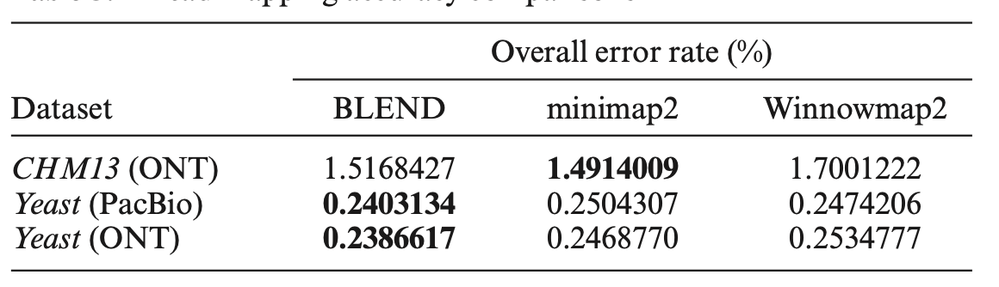 Overall error rate (%)
Dataset BLEND minimap2 Winnowmap2
CHM13 (ONT) 1.5168427 1.4914009 1.7001222
Yeast (PacBio) 0.2403134 0.2504307 0.2474206
Yeast (ONT) 0.2386617 0.2468770 0.2534777